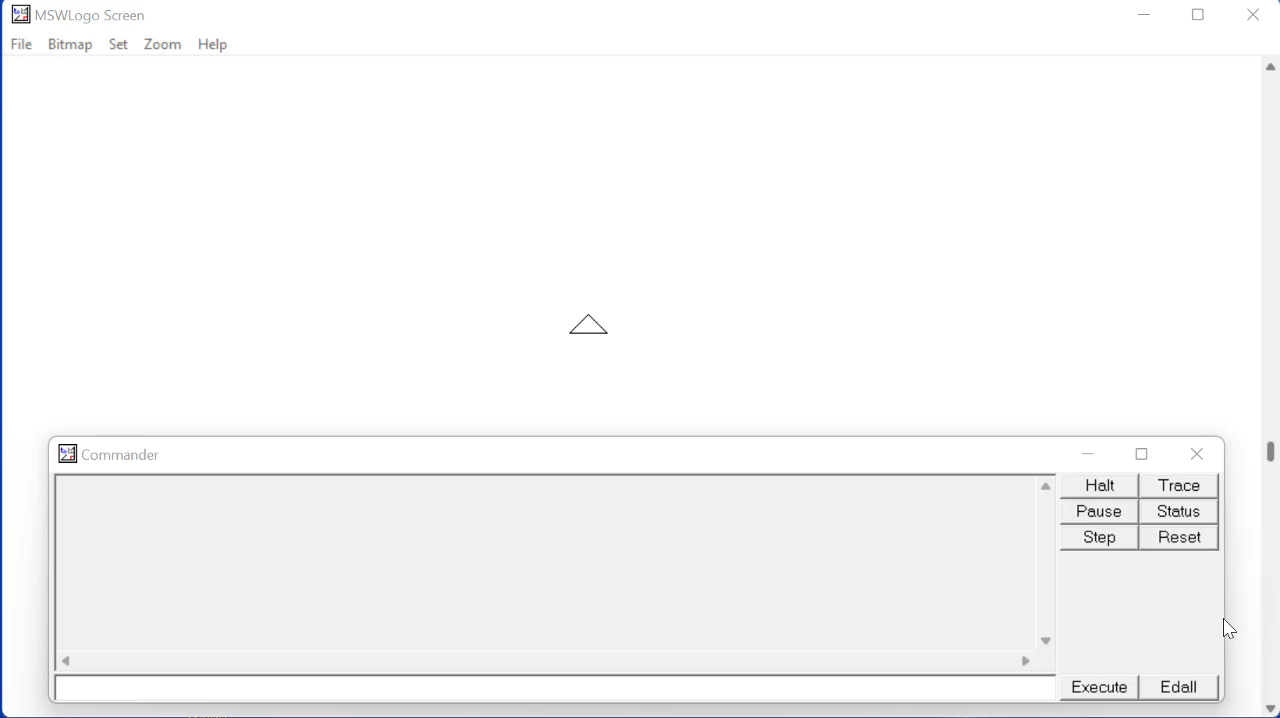 MSWLogo Screen
File Bitmap Set Zoom Help
Commander
Halt Trace
Pause Status
Step Reset
Execute Edall